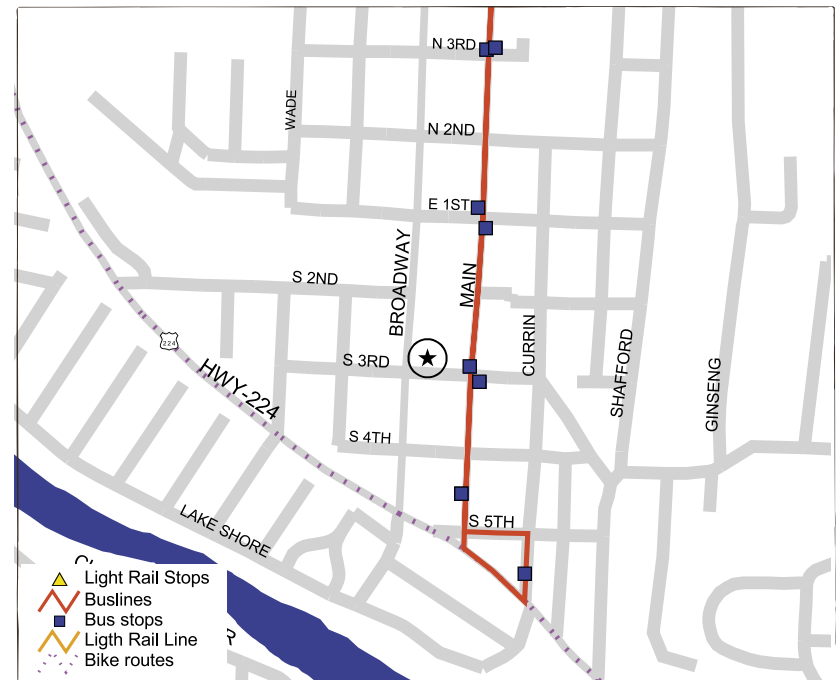 N 3RD
WADE
N 2ND
E 1ST
BROADWAY
MAIN
S 2ND
CURRIN
SHAFFORD
GINSENG
224
HWY-224
S 3RD
S 4TH
S 5TH
LAKE SHORE
Light Rail Stops
Buslines
Bus stops
Ligth Rail Line
Bike routes
R